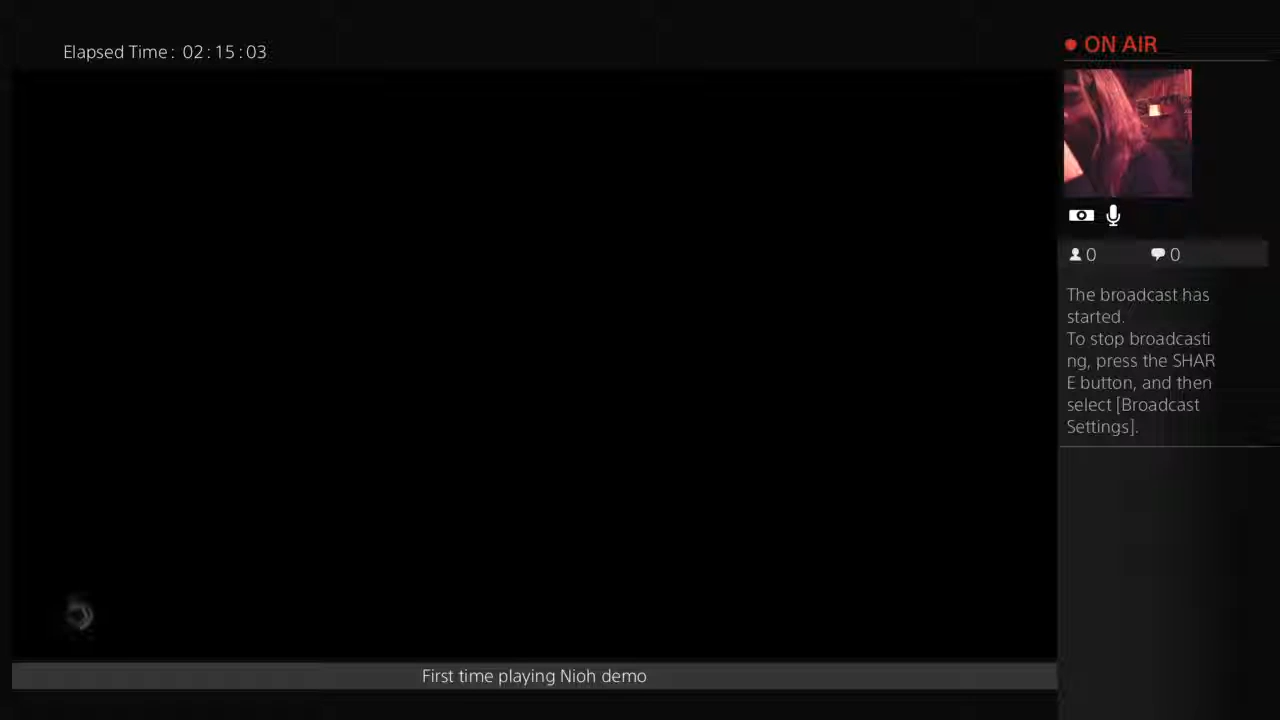 Elapsed Time: 02:15:03
ON AIR
0 0
The broadcast has
started.
To stop broadcasti
ng, press the SHAR
E button, and then
select [Broadcast
Settings].
First time playing Nioh demo